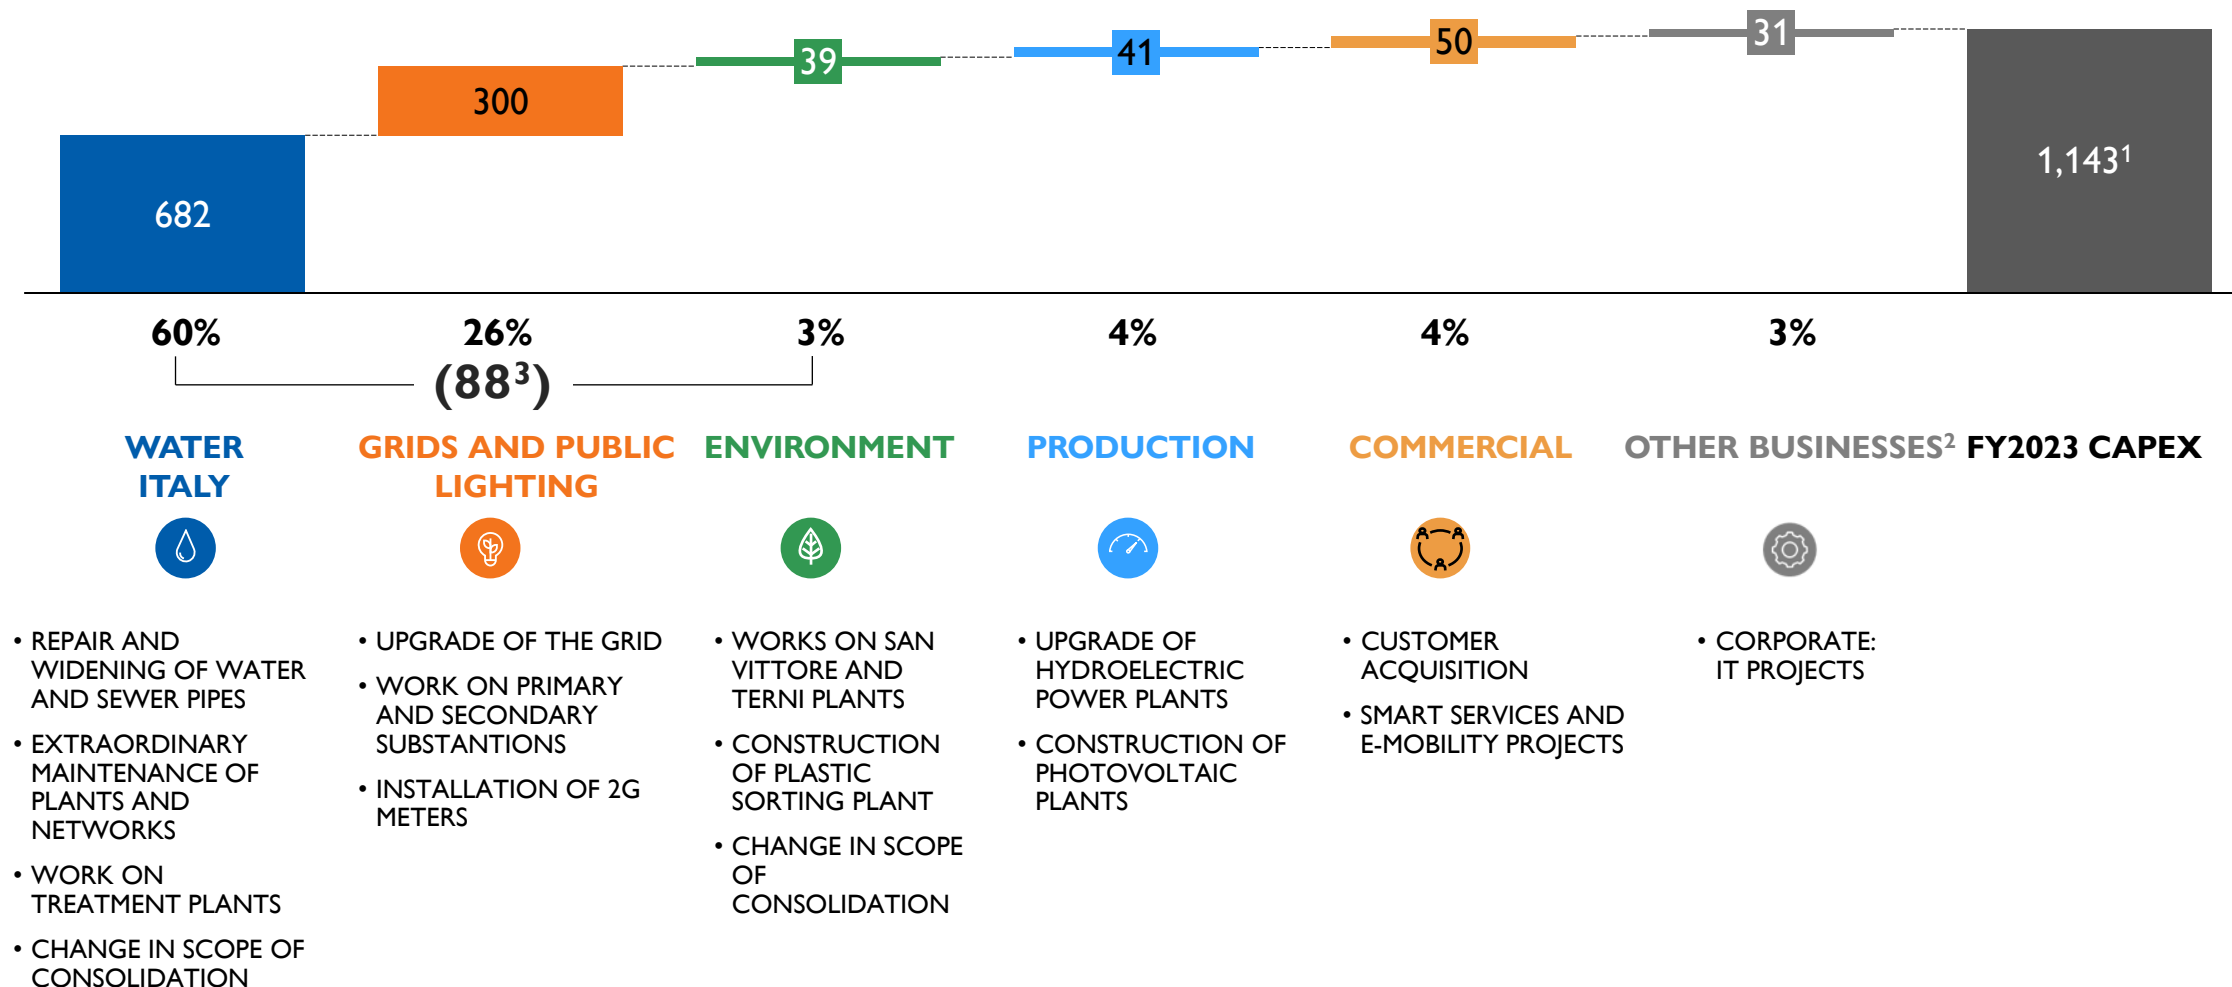 682
300
39
41
50
31
1,143¹
60%
26%
3%
4%
4%
3%
(88³)
WATER
ITALY
GRIDS AND PUBLIC
LIGHTING
ENVIRONMENT
PRODUCTION
COMMERCIAL
OTHER BUSINESSES²
FY2023 CAPEX
• REPAIR AND
WIDENING OF WATER
AND SEWER PIPES
• EXTRAORDINARY
MAINTENANCE OF
PLANTS AND
NETWORKS
• WORK ON
TREATMENT PLANTS
• CHANGE IN SCOPE OF
CONSOLIDATION
• UPGRADE OF THE GRID
• WORK ON PRIMARY
AND SECONDARY
SUBSTANTIONS
• INSTALLATION OF 2G
METERS
• WORKS ON SAN
VITTORE AND
TERNI PLANTS
• CONSTRUCTION
OF PLASTIC
SORTING PLANT
• CHANGE IN SCOPE
OF
CONSOLIDATION
• UPGRADE OF
HYDROELECTRIC
POWER PLANTS
• CONSTRUCTION OF
PHOTOVOLTAIC
PLANTS
• CUSTOMER
ACQUISITION
• SMART SERVICES AND
E-MOBILITY PROJECTS
• CORPORATE:
IT PROJECTS